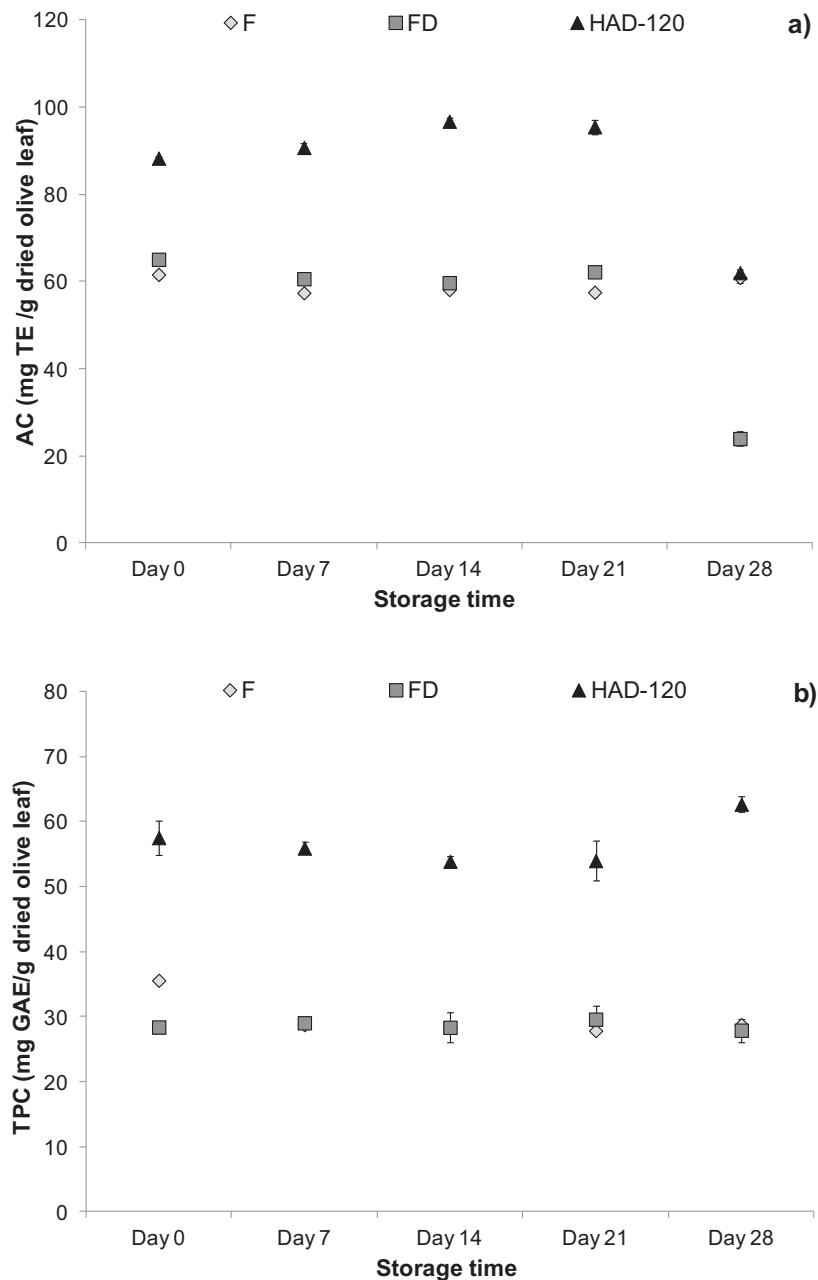 F FD HAD-120 a)
120
100
80
60
40
20
0
AC (mg TE /g dried olive leaf)
Day 0 Day 7 Day 14 Day 21 Day 28
Storage time
F FD HAD-120 b)
80
70
60
50
40
30
20
10
0
TPC (mg GAE/g dried olive leaf)
Day 0 Day 7 Day 14 Day 21 Day 28
Storage time